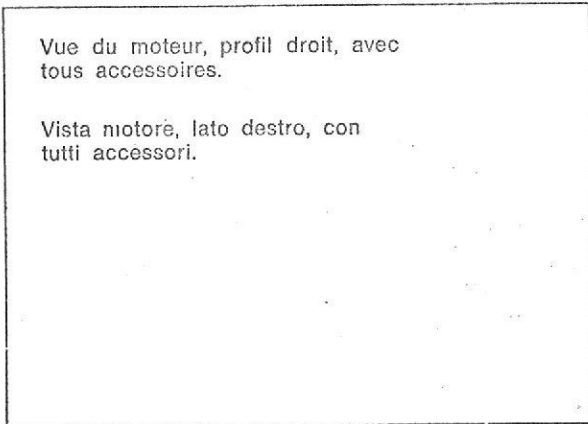 Vue du moteur, profil droit, avec
tous accessoires.
Vista motore, lato destro, con
tutti accessori.